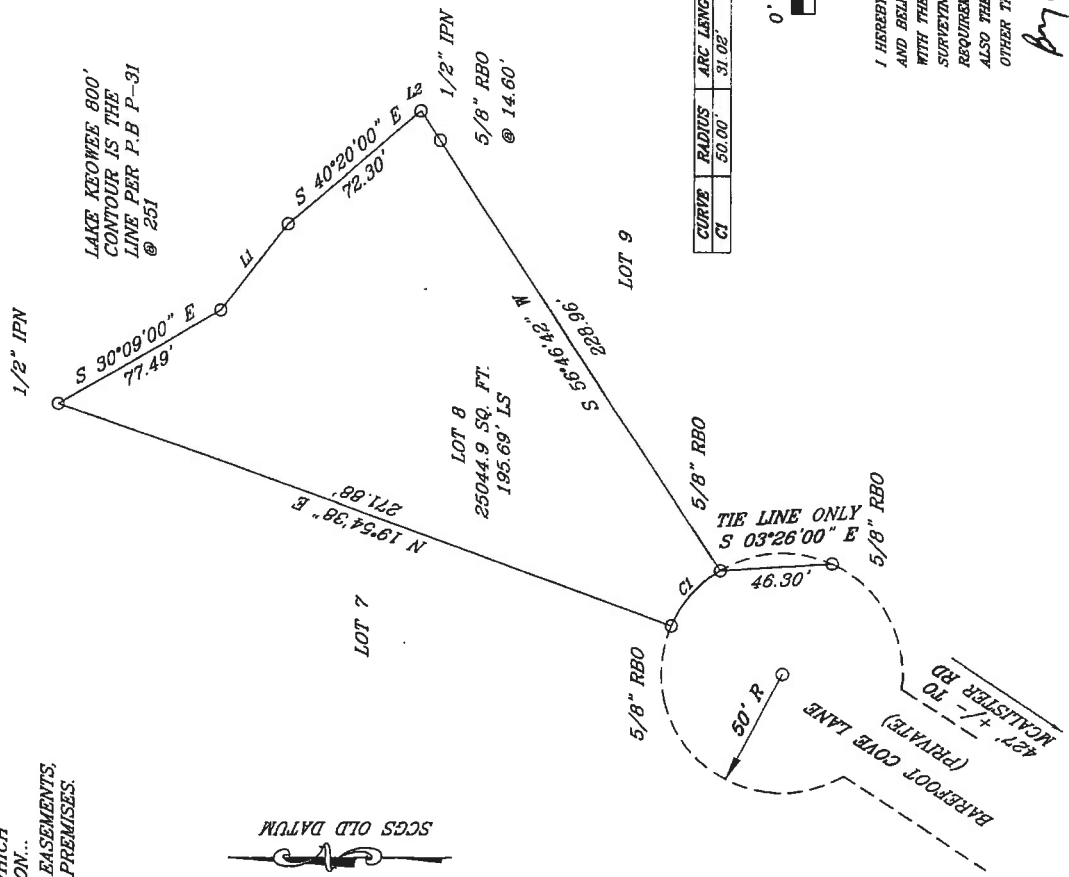 HICH
ON...
EASEMENTS,
PREMISES.
SCGS OLD DATUM
1/2" IPN
LAKE KEOWEE 800'
CONTOUR IS THE
LINE PER P.B P-31
@ 251
S 30°09'00" E
77.49'
L1
S 40°20'00" E
72.30'
L2
1/2" IPN
5/8" RBO
@ 14.60'
N 19°54'38" E
271.88'
LOT 7
LOT 8
25044.9 SQ. FT.
195.69' LS
S 56°46'42" W
228.96'
LOT 9
5/8" RBO
5/8" RBO
C1
TIE LINE ONLY
S 03°26'00" E
46.30'
5/8" RBO
50' R
BAREFOOT COVE LANE
(PRIVATE)
427' +/- TO
MCALISTER RD
CURVE RADIUS ARC LENG
C1 50.00' 31.02'
0'
I HEREBY
AND BELI
WITH THE
SURVEYIN
REQUIREM
ALSO THE
OTHER T